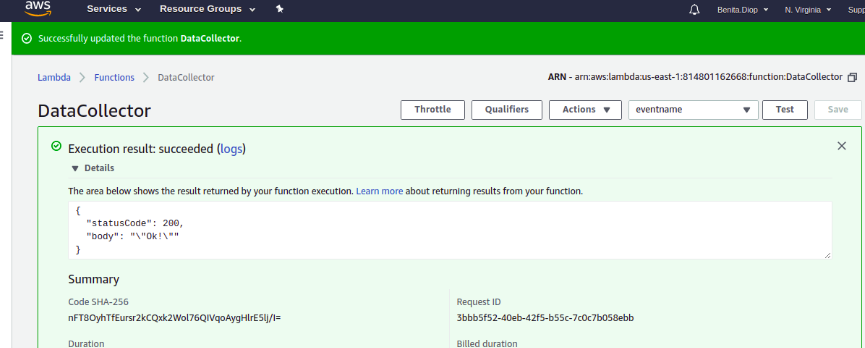 aws Services Resource Groups Benita.Diop N. Virginia Supp
Successfully updated the function DataCollector.
Lambda Functions DataCollector ARN - arn:aws:lambda:us-east-1:814801162668:function:DataCollector
DataCollector Throttle Qualifiers Actions eventname Test Save
Execution result: succeeded (logs)
Details
The area below shows the result returned by your function execution. Learn more about returning results from your function.
{
"statusCode": 200,
"body": "\"Ok!\""
}
Summary
Code SHA-256 Request ID
nFT8OyhTfEursr2kCQxk2Wol76QIVqoAygHlrE5lj/I= 3bbb5f52-40eb-42f5-b55c-7c0c7b058ebb
Duration Billed duration